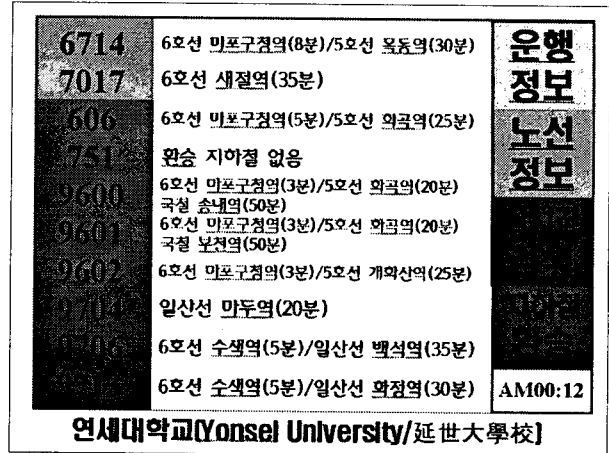 6714 6호선 마포구청역(8분)/5호선 목동역(30분)
7017 6호선 새절역(35분)
606 6호선 마포구청역(5분)/5호선 화곡역(25분)
751 환승 지하철 없음
9600 6호선 마포구청역(3분)/5호선 화곡역(20분)
국철 송내역(50분)
9601 6호선 마포구청역(3분)/5호선 화곡역(20분)
국철 부천역(50분)
9602 6호선 마포구청역(3분)/5호선 개화산역(25분)
9704 일산선 마두역(20분)
9706 6호선 수색역(5분)/일산선 백석역(35분)
6호선 수색역(5분)/일산선 화정역(30분)
운행
정보
노선
정보
지하철
환승
AM00:12
연세대학교[Yonsei University/延世大學校]